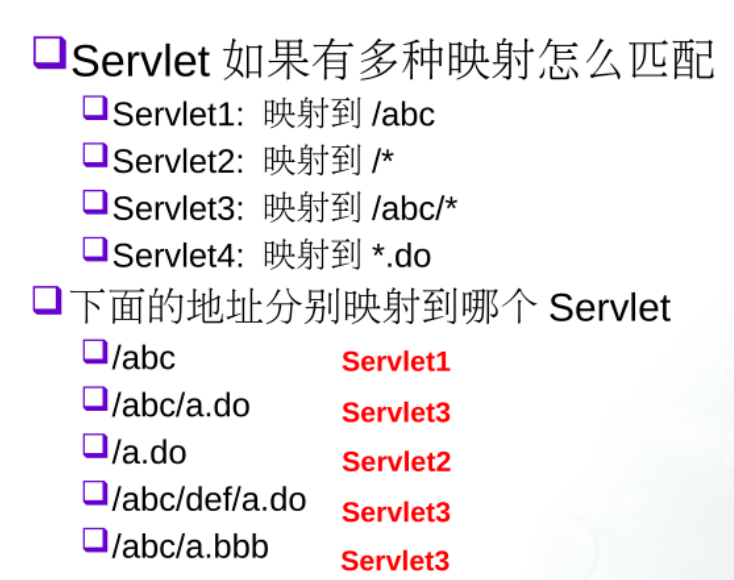 Servlet 如果有多种映射怎么匹配
Servlet1: 映射到 /abc
Servlet2: 映射到 /*
Servlet3: 映射到 /abc/*
Servlet4: 映射到 *.do
下面的地址分别映射到哪个 Servlet
/abc Servlet1
/abc/a.do Servlet3
/a.do Servlet2
/abc/def/a.do Servlet3
/abc/a.bbb Servlet3